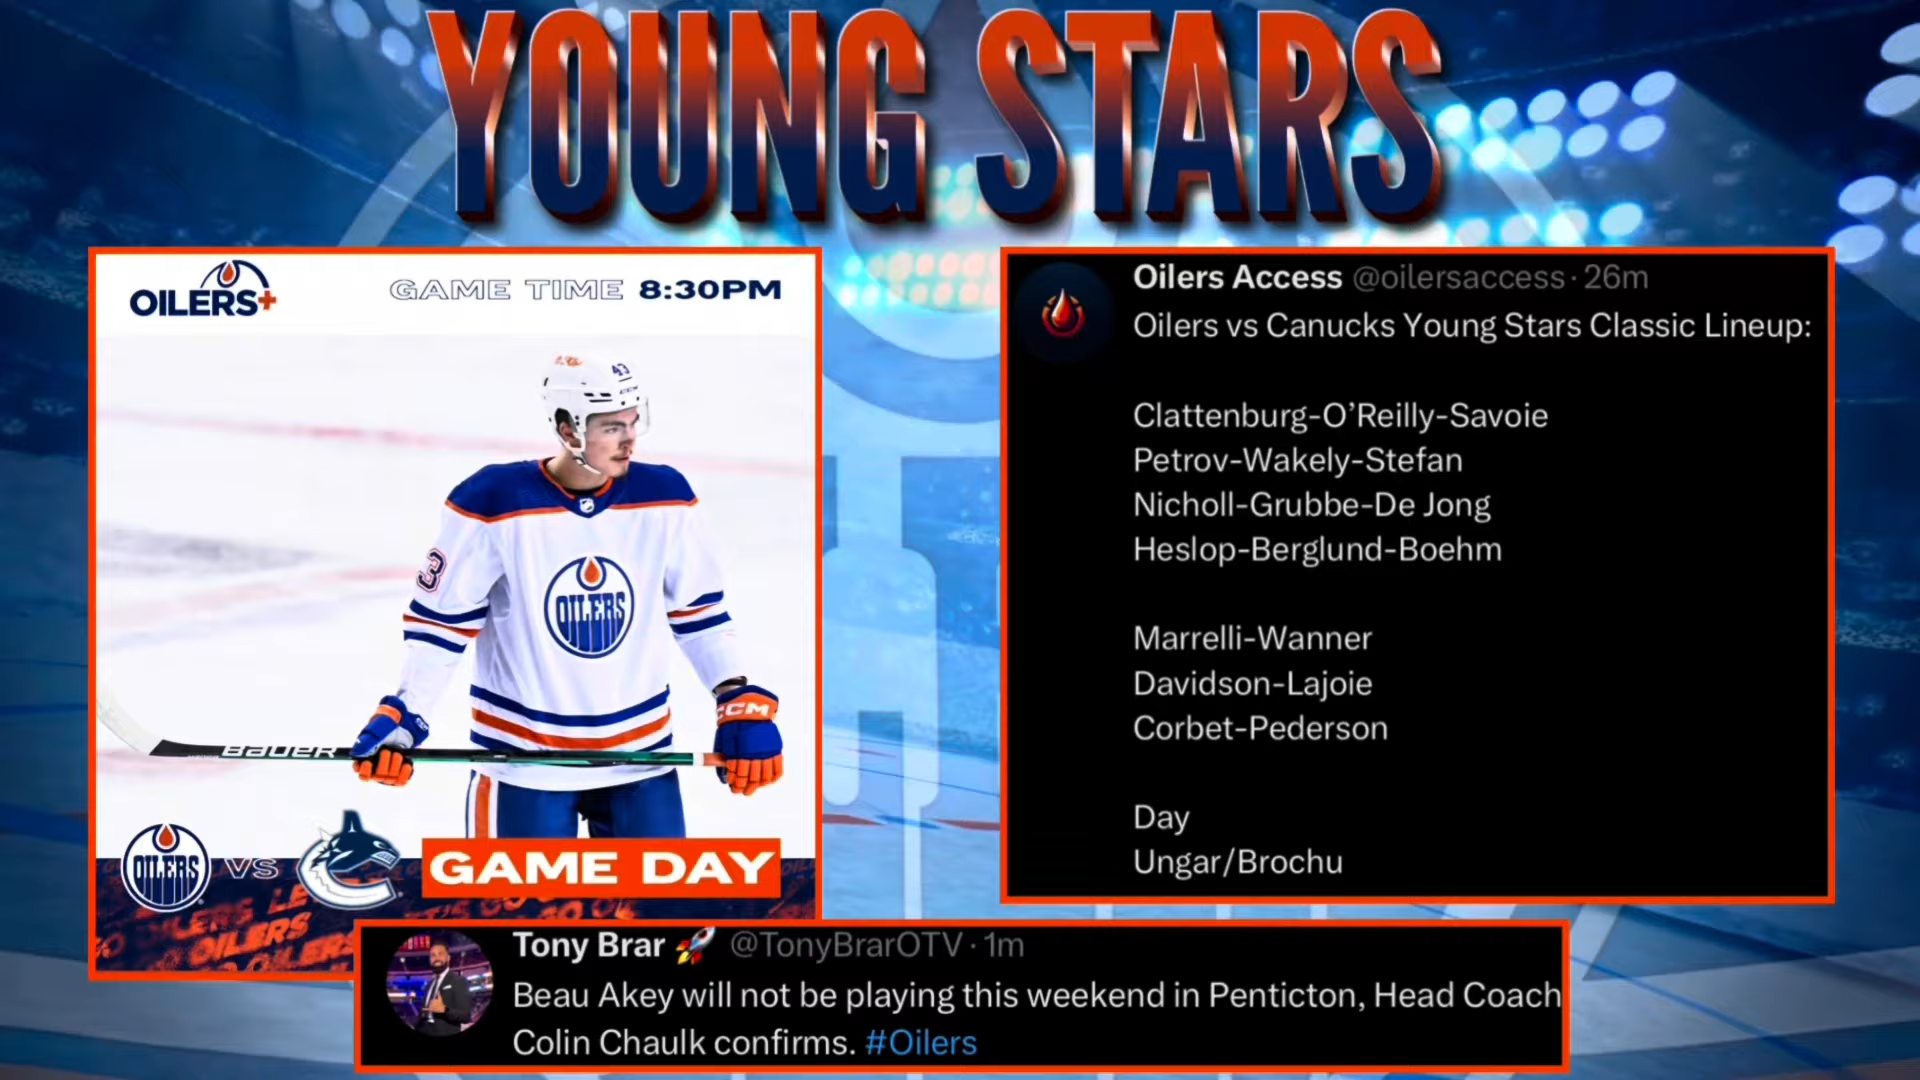 YOUNG STARS
OILERS+
GAME TIME 8:30PM
43
CCM
3
OILERS
CCM
BAUER
OILERS
VS
GAME DAY
OILERS
Oilers Access @oilersaccess · 26m
Oilers vs Canucks Young Stars Classic Lineup:
Clattenburg-O’Reilly-Savoie
Petrov-Wakely-Stefan
Nicholl-Grubbe-De Jong
Heslop-Berglund-Boehm
Marrelli-Wanner
Davidson-Lajoie
Corbet-Pederson
Day
Ungar/Brochu
Tony Brar 🚀 @TonyBrarOTV · 1m
Beau Akey will not be playing this weekend in Penticton, Head Coach
Colin Chaulk confirms. #Oilers